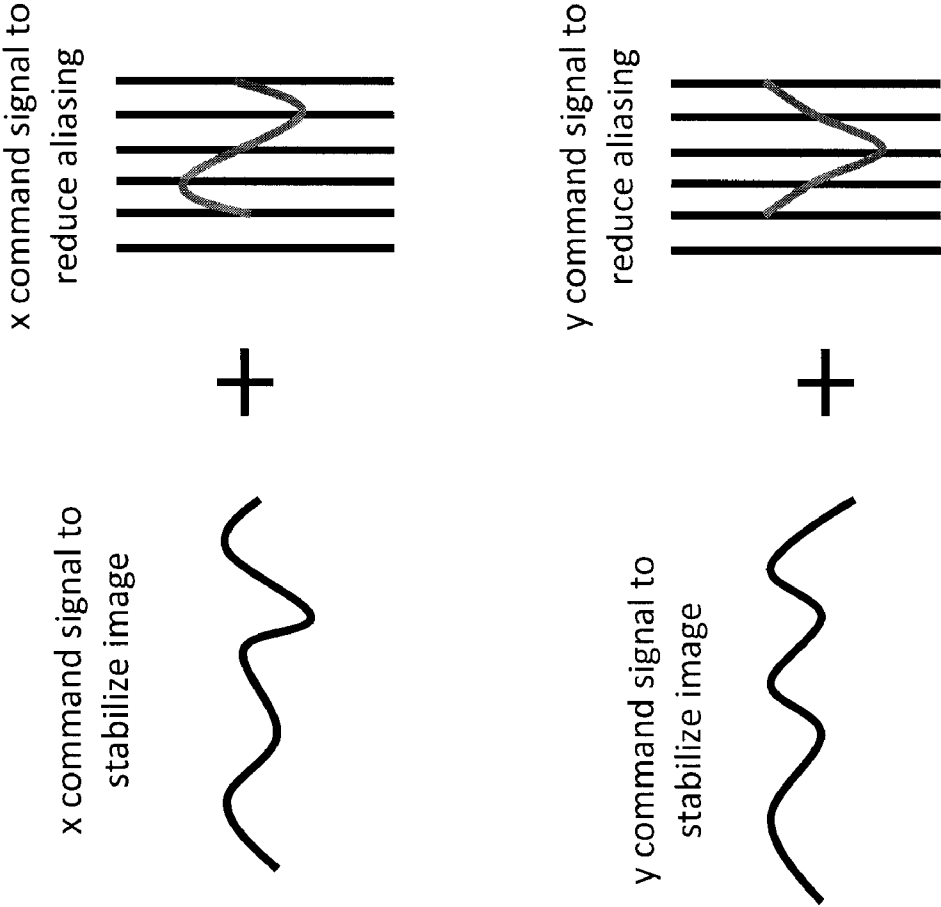 x command signal to
stabilize image
+
x command signal to
reduce aliasing
y command signal to
stabilize image
+
y command signal to
reduce aliasing